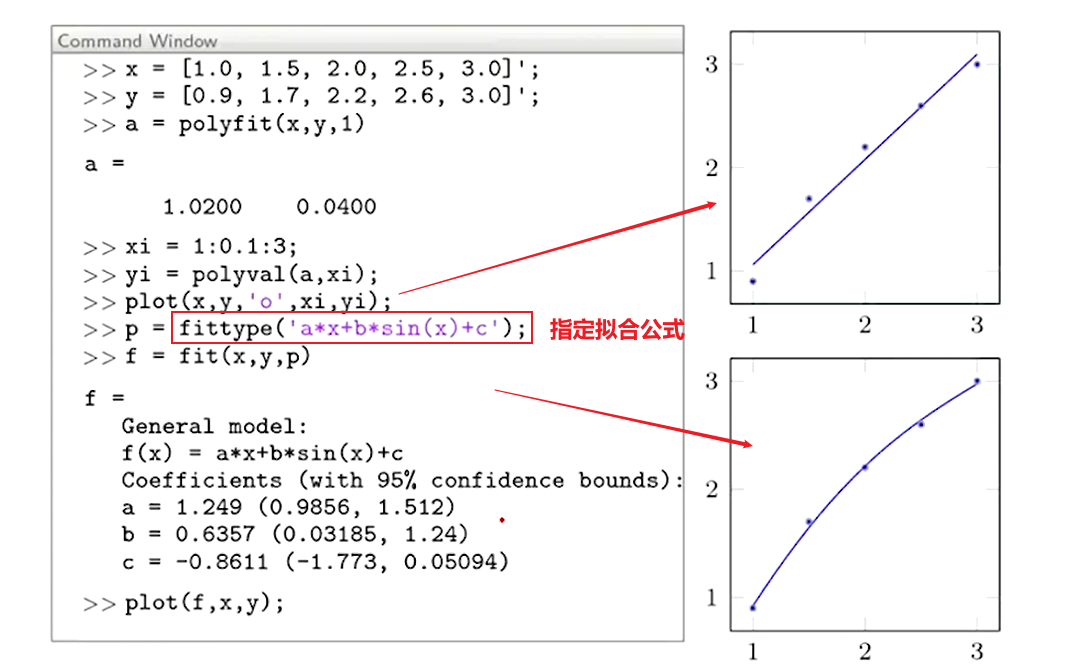 Command Window
>> x = [1.0, 1.5, 2.0, 2.5, 3.0]';
>> y = [0.9, 1.7, 2.2, 2.6, 3.0]';
>> a = polyfit(x,y,1)
a =
1.0200 0.0400
>> xi = 1:0.1:3;
>> yi = polyval(a,xi);
>> plot(x,y,'o',xi,yi);
>> p = fittype('a*x+b*sin(x)+c'); 指定拟合公式
>> f = fit(x,y,p)
f =
General model:
f(x) = a*x+b*sin(x)+c
Coefficients (with 95% confidence bounds):
a = 1.249 (0.9856, 1.512)
b = 0.6357 (0.03185, 1.24)
c = -0.8611 (-1.773, 0.05094)
>> plot(f,x,y);
3
2
1
1 2 3
3
2
1
1 2 3